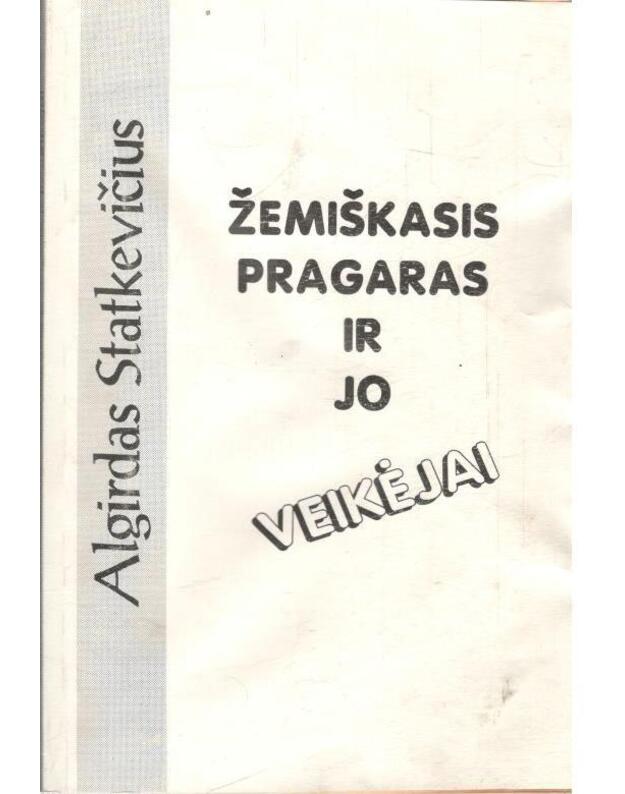 Algirdas Statkevičius
ŽEMIŠKASIS
PRAGARAS
IR
JO
VEIKĖJAI